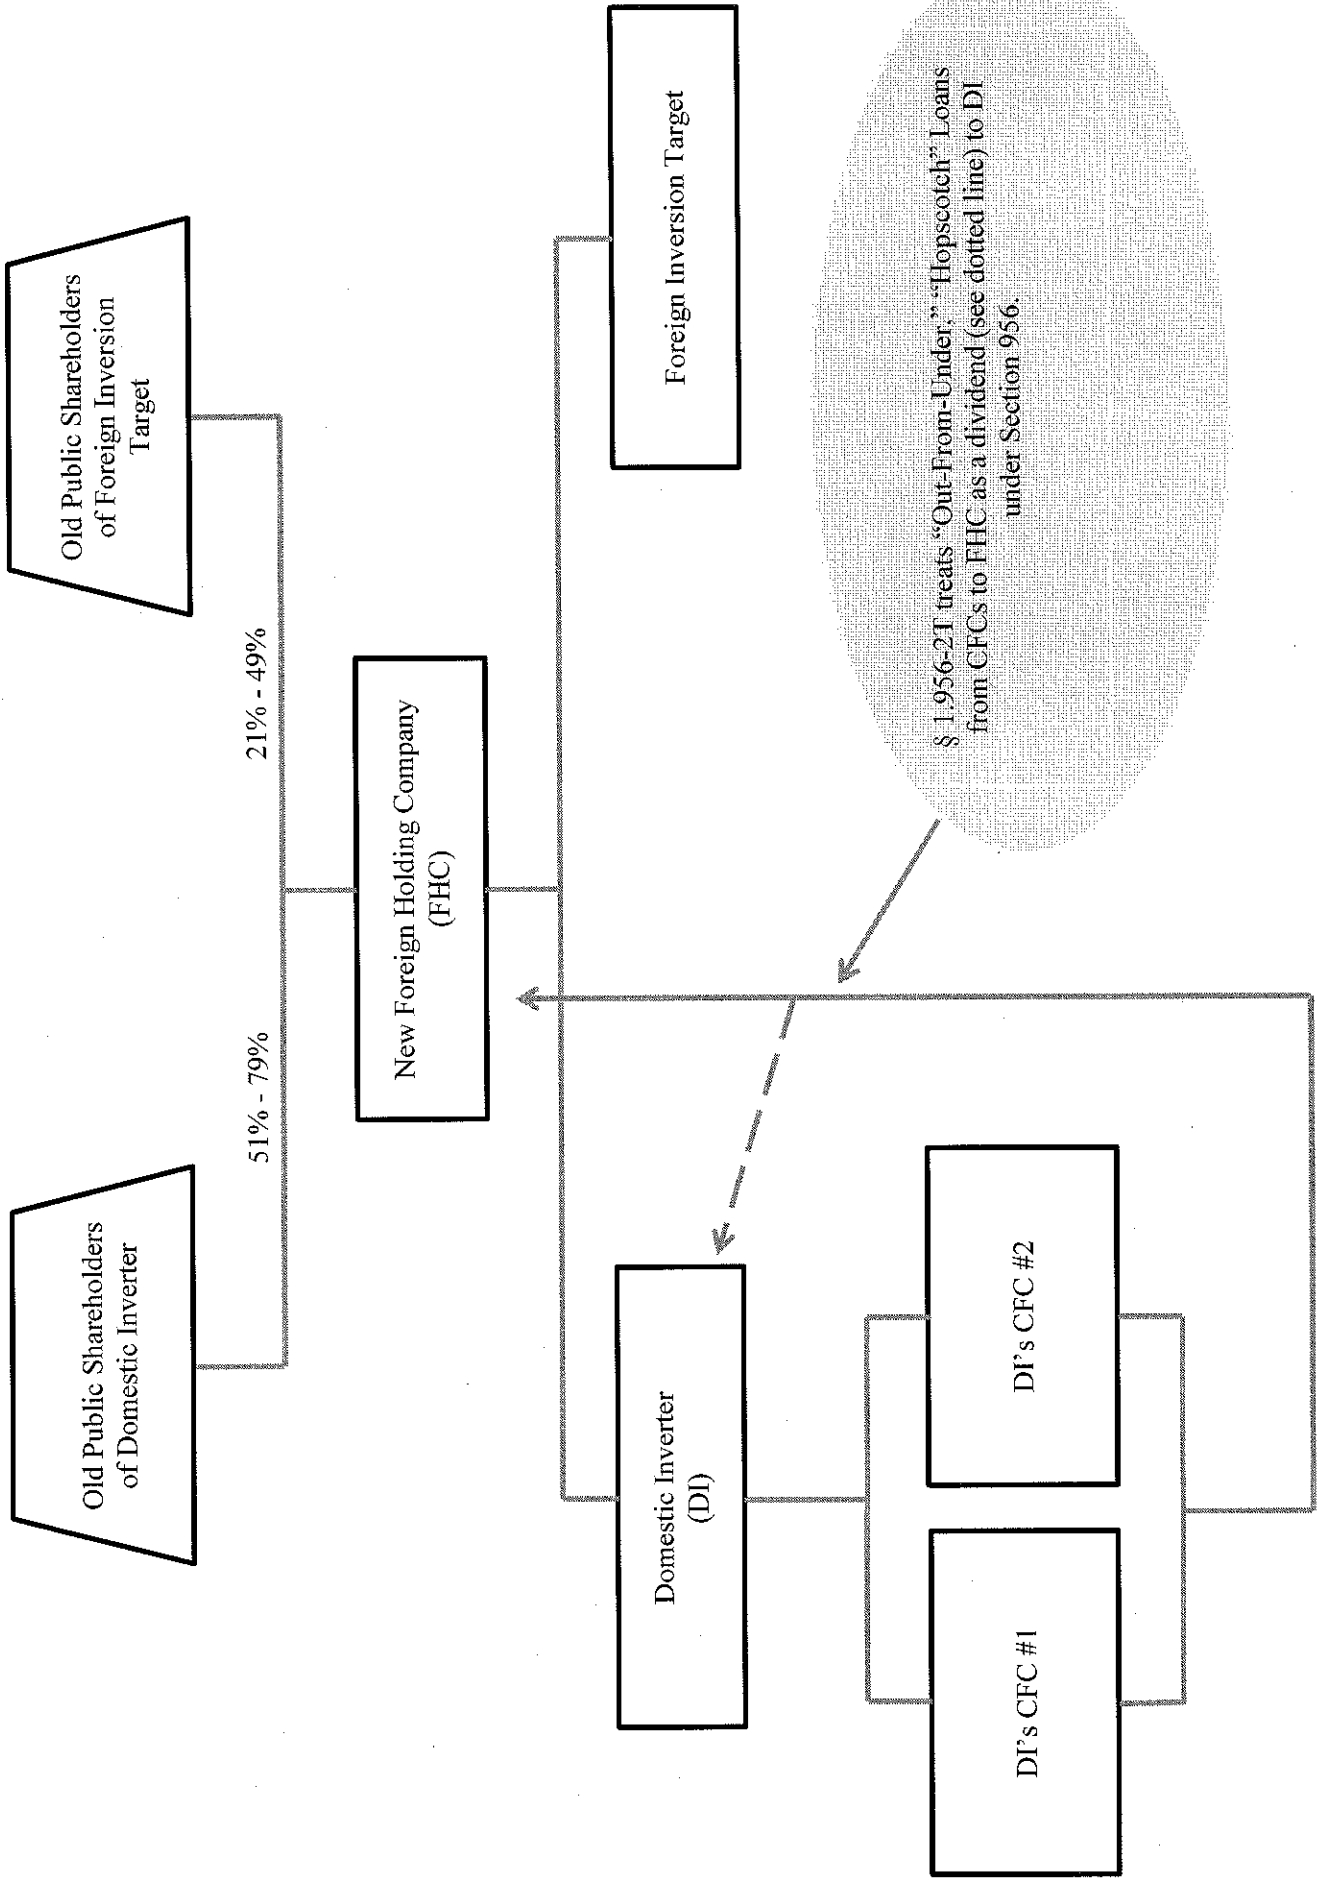 Old Public Shareholders
of Domestic Inverter
Old Public Shareholders
of Foreign Inversion
Target
51% - 79%
21% - 49%
New Foreign Holding Company
(FHC)
Domestic Inverter
(DI)
Foreign Inversion Target
DI's CFC #1
DI's CFC #2
§ 1.956-2T treats “Out-From-Under,” “Hopscotch” Loans
from CFCs to FHC as a dividend (see dotted line) to DI
under Section 956.